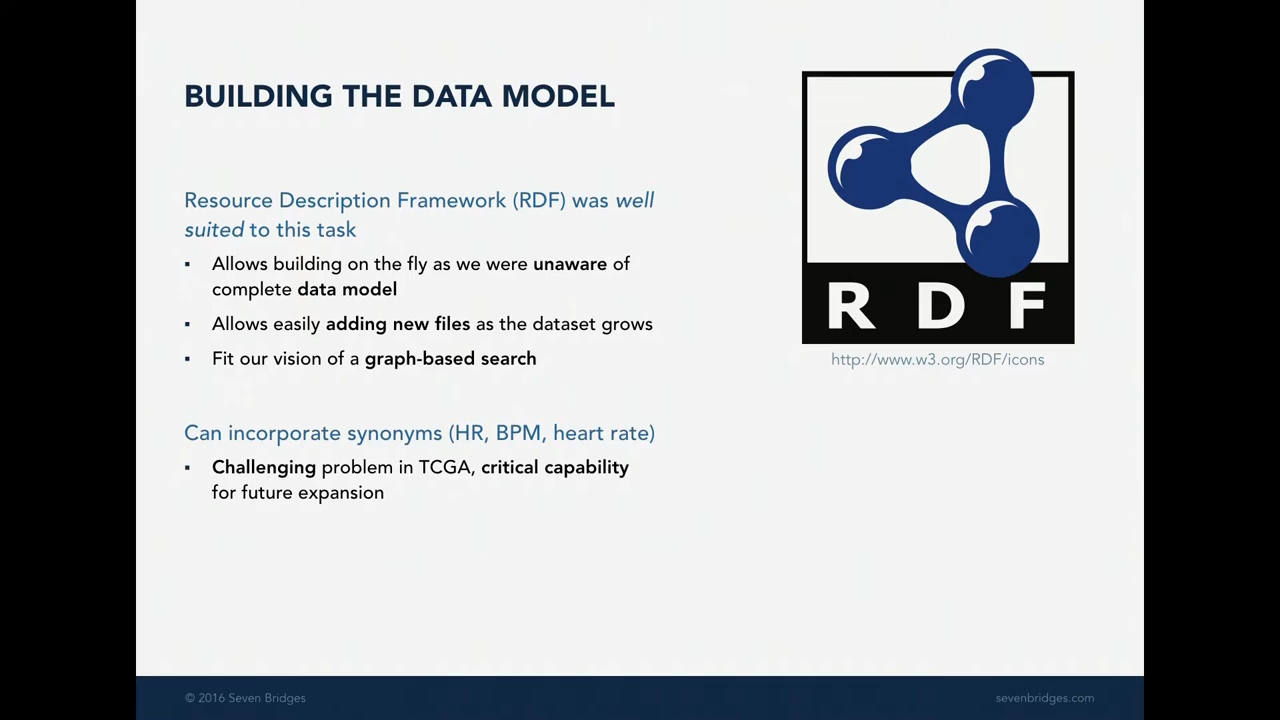 BUILDING THE DATA MODEL
Resource Description Framework (RDF) was well
suited to this task
▪ Allows building on the fly as we were unaware of
complete data model
▪ Allows easily adding new files as the dataset grows
▪ Fit our vision of a graph-based search
Can incorporate synonyms (HR, BPM, heart rate)
▪ Challenging problem in TCGA, critical capability
for future expansion
R D F
http://www.w3.org/RDF/icons
© 2016 Seven Bridges
sevenbridges.com